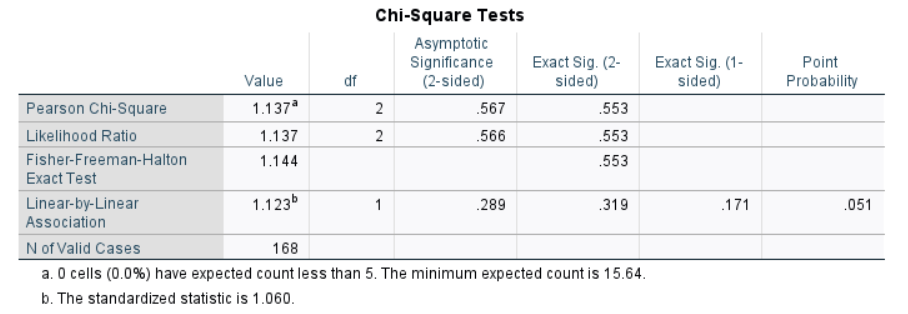 Chi-Square Tests
Value df Asymptotic Significance (2-sided) Exact Sig. (2-sided) Exact Sig. (1-sided) Point Probability
Pearson Chi-Square 1.137a 2 .567 .553
Likelihood Ratio 1.137 2 .566 .553
Fisher-Freeman-Halton Exact Test 1.144 .553
Linear-by-Linear Association 1.123b 1 .289 .319 .171 .051
N of Valid Cases 168
a. 0 cells (0.0%) have expected count less than 5. The minimum expected count is 15.64.
b. The standardized statistic is 1.060.